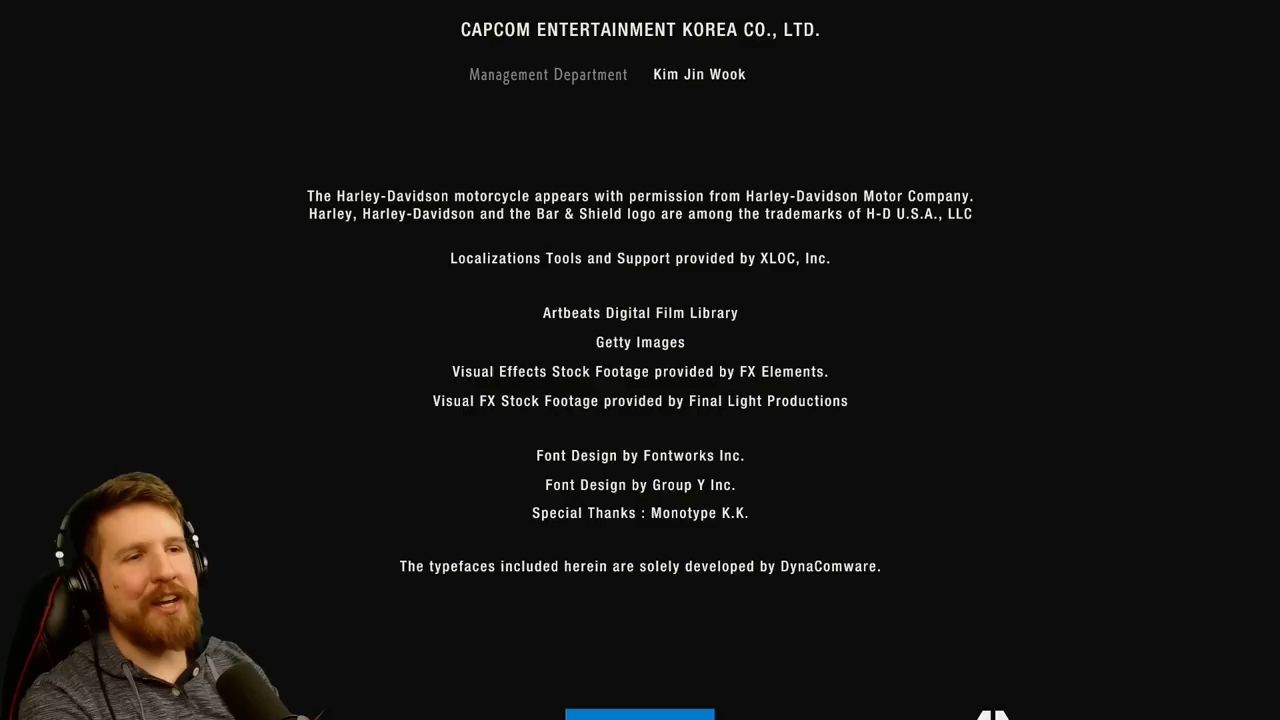 CAPCOM ENTERTAINMENT KOREA CO., LTD.
Management Department Kim Jin Wook
The Harley-Davidson motorcycle appears with permission from Harley-Davidson Motor Company.
Harley, Harley-Davidson and the Bar & Shield logo are among the trademarks of H-D U.S.A., LLC
Localizations Tools and Support provided by XLOC, Inc.
Artbeats Digital Film Library
Getty Images
Visual Effects Stock Footage provided by FX Elements.
Visual FX Stock Footage provided by Final Light Productions
Font Design by Fontworks Inc.
Font Design by Group Y Inc.
Special Thanks : Monotype K.K.
The typefaces included herein are solely developed by DynaComware.